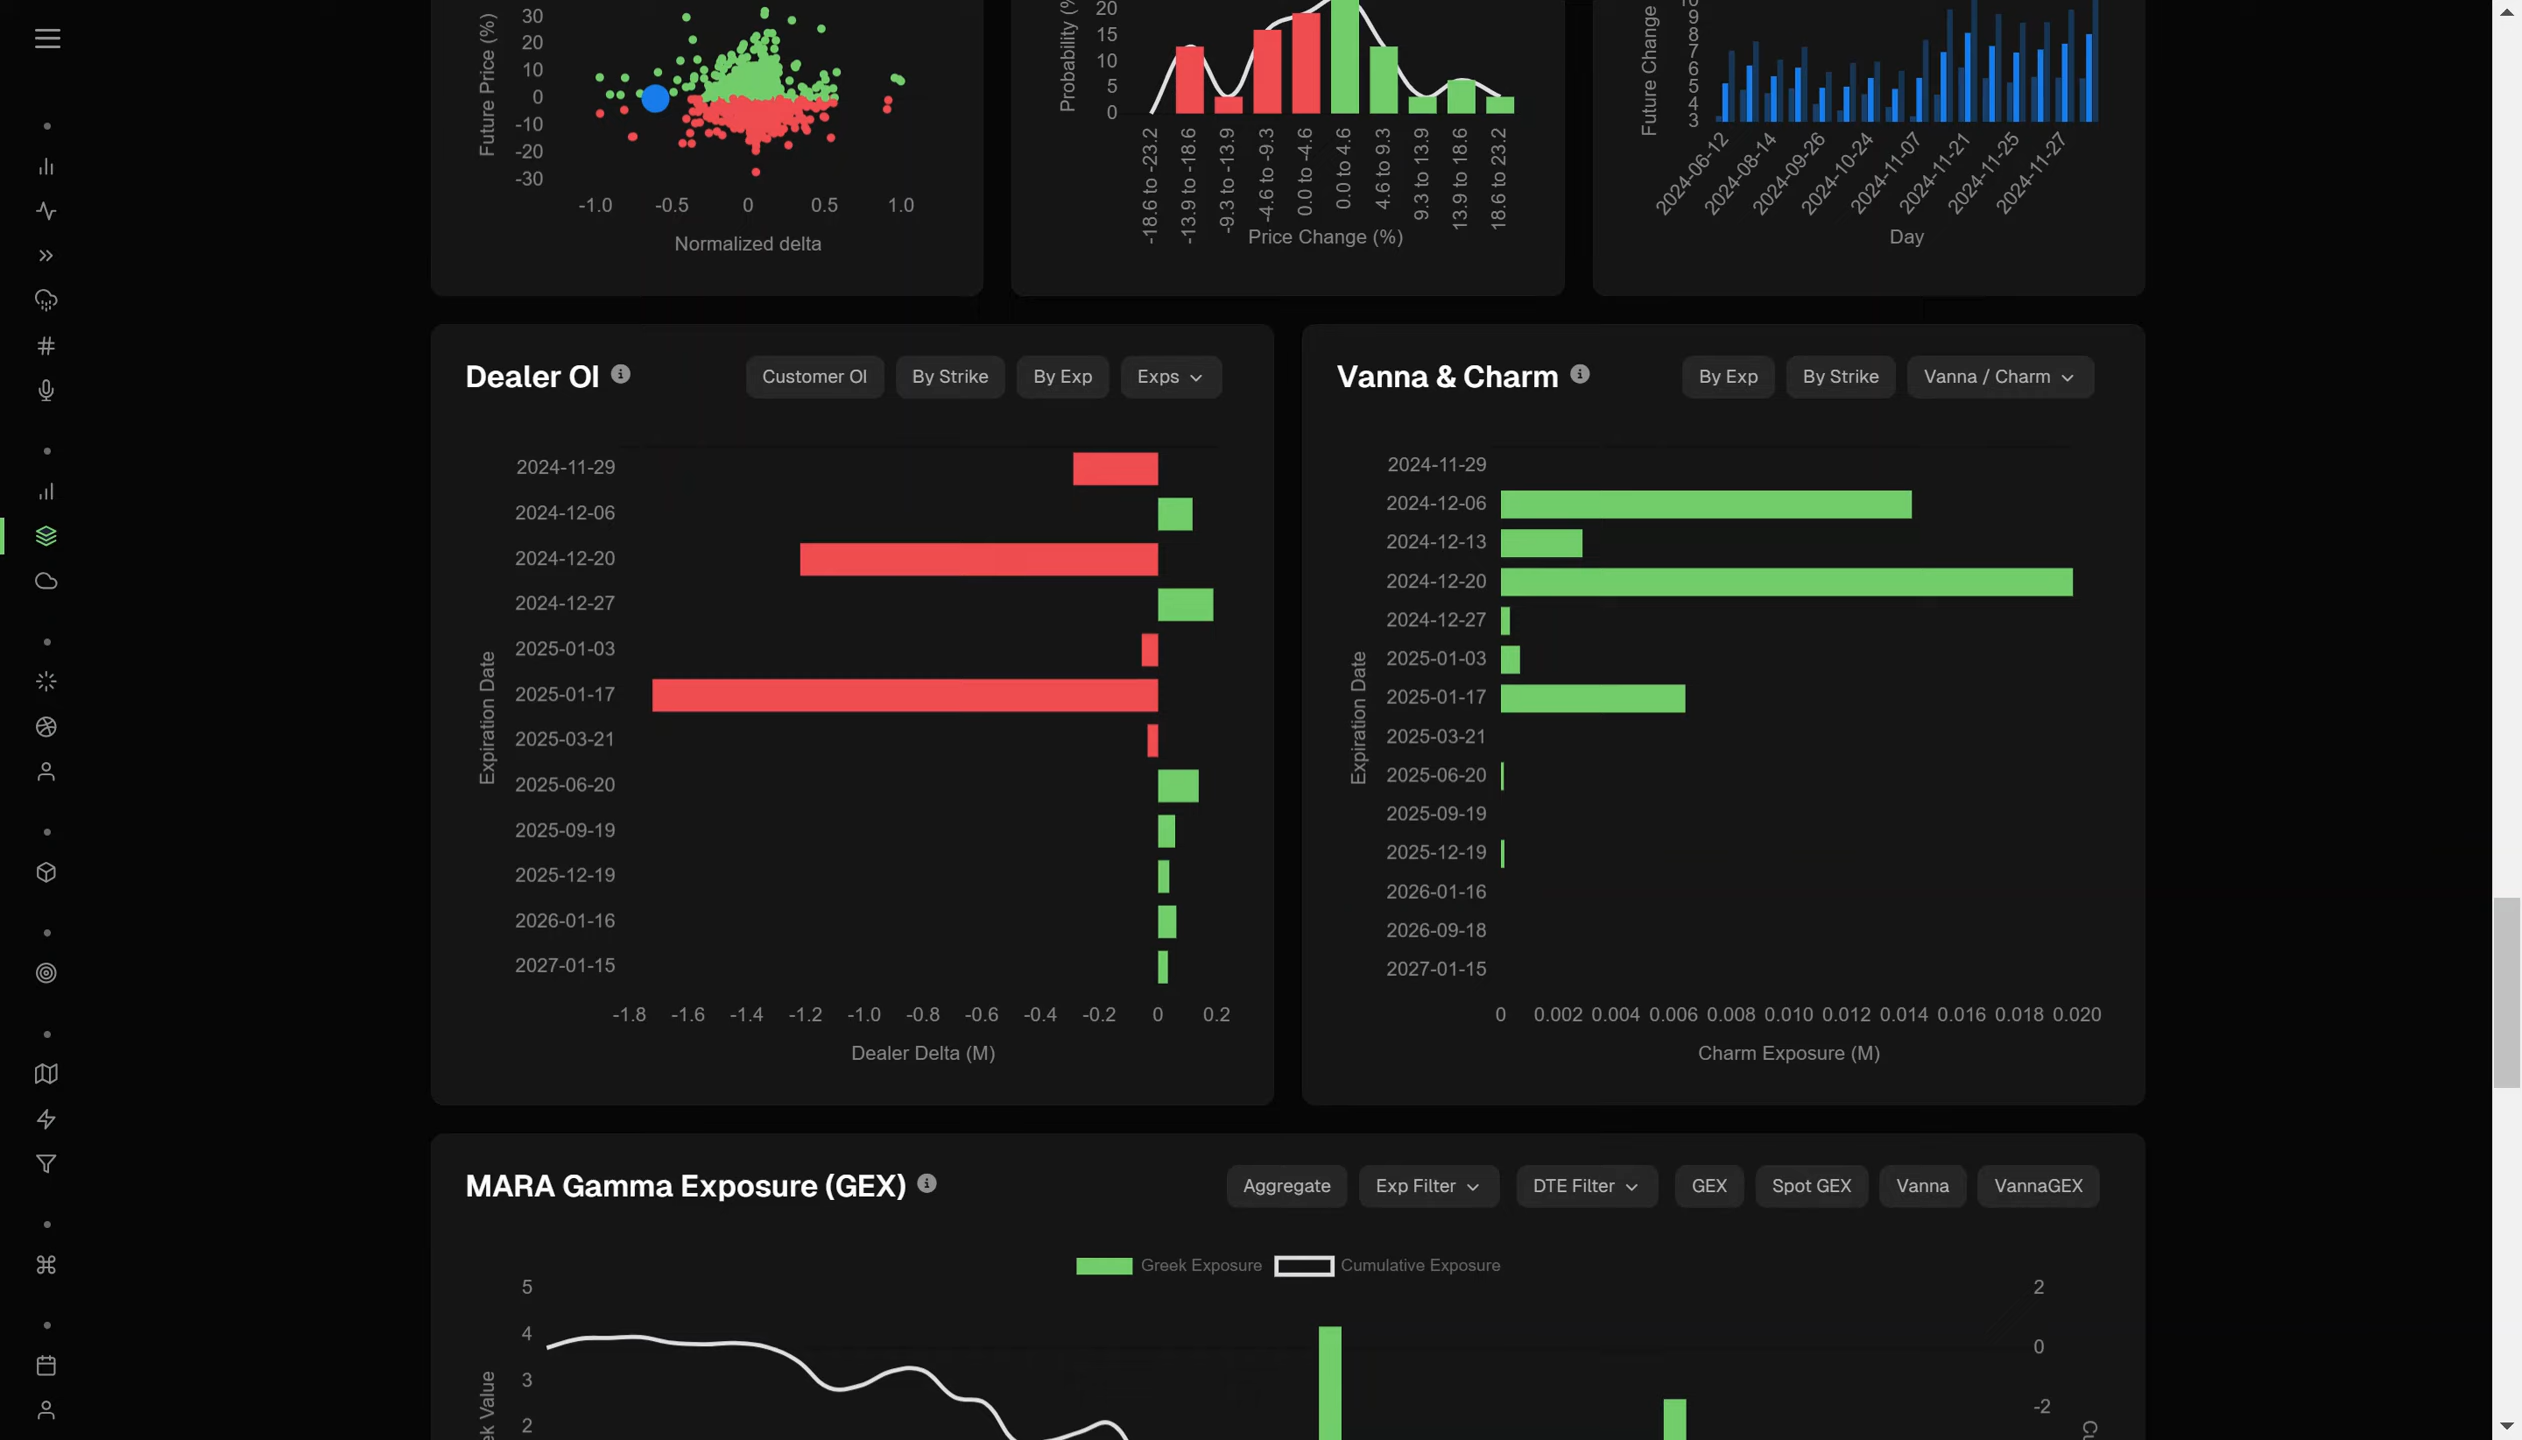 30
20
10
0
-10
-20
-30
Future Price (%)
-1.0 -0.5 0 0.5 1.0
Normalized delta
20
15
10
5
0
Probability (%
-18.6 to -23.2
-13.9 to -18.6
-9.3 to -13.9
-4.6 to -9.3
0.0 to -4.6
0.0 to 4.6
4.6 to 9.3
9.3 to 13.9
13.9 to 18.6
18.6 to 23.2
Price Change (%)
10
9
8
7
6
5
4
3
Future Change
2024-06-12
2024-08-14
2024-09-26
2024-10-24
2024-11-07
2024-11-21
2024-11-25
2024-11-27
Day
Dealer OI
Customer OI By Strike By Exp Exps
Expiration Date
2024-11-29
2024-12-06
2024-12-20
2024-12-27
2025-01-03
2025-01-17
2025-03-21
2025-06-20
2025-09-19
2025-12-19
2026-01-16
2027-01-15
-1.8 -1.6 -1.4 -1.2 -1.0 -0.8 -0.6 -0.4 -0.2 0 0.2
Dealer Delta (M)
Vanna & Charm
By Exp By Strike Vanna / Charm
Expiration Date
2024-11-29
2024-12-06
2024-12-13
2024-12-20
2024-12-27
2025-01-03
2025-01-17
2025-03-21
2025-06-20
2025-09-19
2025-12-19
2026-01-16
2026-09-18
2027-01-15
0 0.002 0.004 0.006 0.008 0.010 0.012 0.014 0.016 0.018 0.020
Charm Exposure (M)
MARA Gamma Exposure (GEX)
Aggregate Exp Filter DTE Filter GEX Spot GEX Vanna VannaGEX
Greek Exposure Cumulative Exposure
5
4
3
2
ek Value
2
0
-2